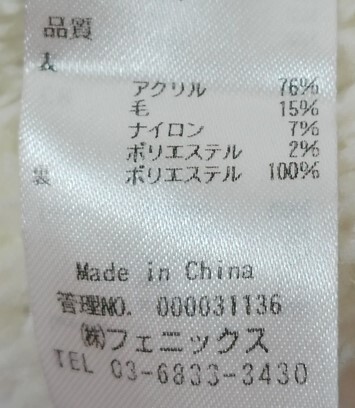 品質
表
アクリル 76%
毛 15%
ナイロン 7%
ポリエステル 2%
裏 ポリエステル 100%
Made in China
管理NO. 000031136
㈱フェニックス
TEL 03-6833-3430